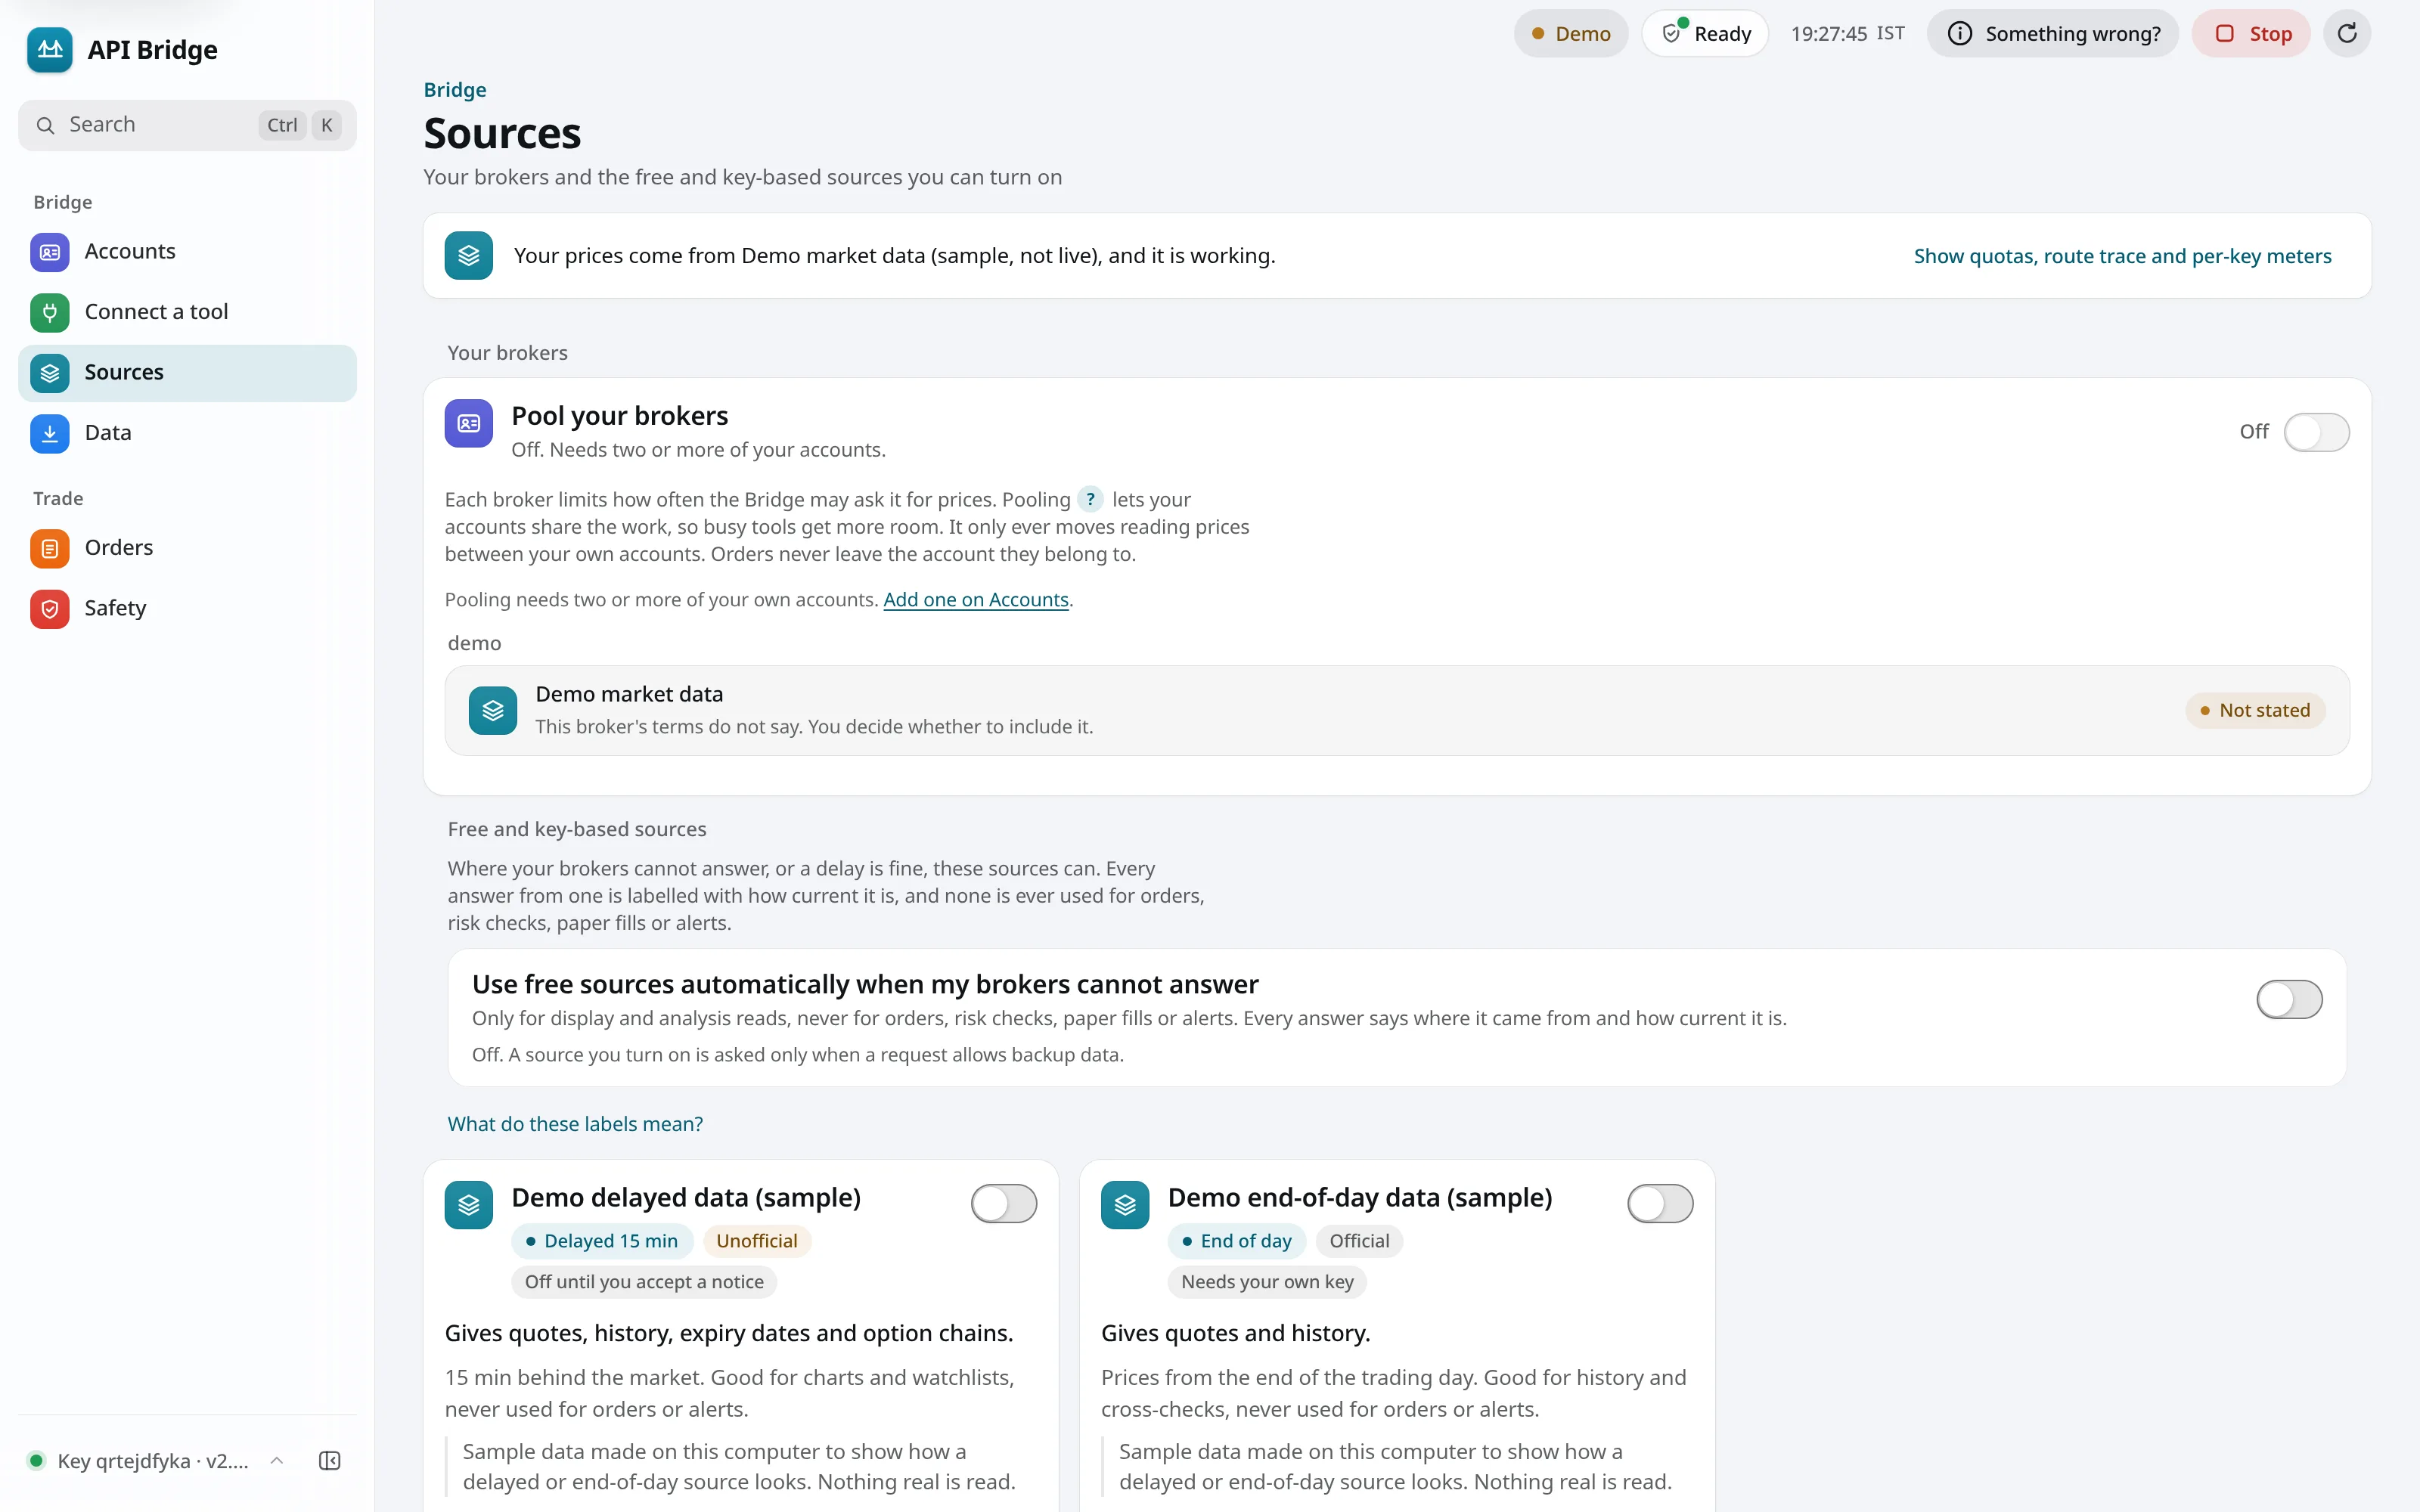 API Bridge
Search Ctrl K
Bridge
Accounts
Connect a tool
Sources
Data
Trade
Orders
Safety
Key qrtejdfyka · v2....
Demo
Ready
19:27:45 IST
Something wrong?
Stop
Bridge
Sources
Your brokers and the free and key-based sources you can turn on
Your prices come from Demo market data (sample, not live), and it is working.
Show quotas, route trace and per-key meters
Your brokers
Pool your brokers
Off. Needs two or more of your accounts.
Off
Each broker limits how often the Bridge may ask it for prices. Pooling ? lets your
accounts share the work, so busy tools get more room. It only ever moves reading prices
between your own accounts. Orders never leave the account they belong to.
Pooling needs two or more of your own accounts. Add one on Accounts.
demo
Demo market data
This broker's terms do not say. You decide whether to include it.
Not stated
Free and key-based sources
Where your brokers cannot answer, or a delay is fine, these sources can. Every
answer from one is labelled with how current it is, and none is ever used for orders,
risk checks, paper fills or alerts.
Use free sources automatically when my brokers cannot answer
Only for display and analysis reads, never for orders, risk checks, paper fills or alerts. Every answer says where it came from and how current it is.
Off. A source you turn on is asked only when a request allows backup data.
What do these labels mean?
Demo delayed data (sample)
Delayed 15 min Unofficial
Off until you accept a notice
Gives quotes, history, expiry dates and option chains.
15 min behind the market. Good for charts and watchlists,
never used for orders or alerts.
Sample data made on this computer to show how a
delayed or end-of-day source looks. Nothing real is read.
Demo end-of-day data (sample)
End of day Official
Needs your own key
Gives quotes and history.
Prices from the end of the trading day. Good for history and
cross-checks, never used for orders or alerts.
Sample data made on this computer to show how a
delayed or end-of-day source looks. Nothing real is read.